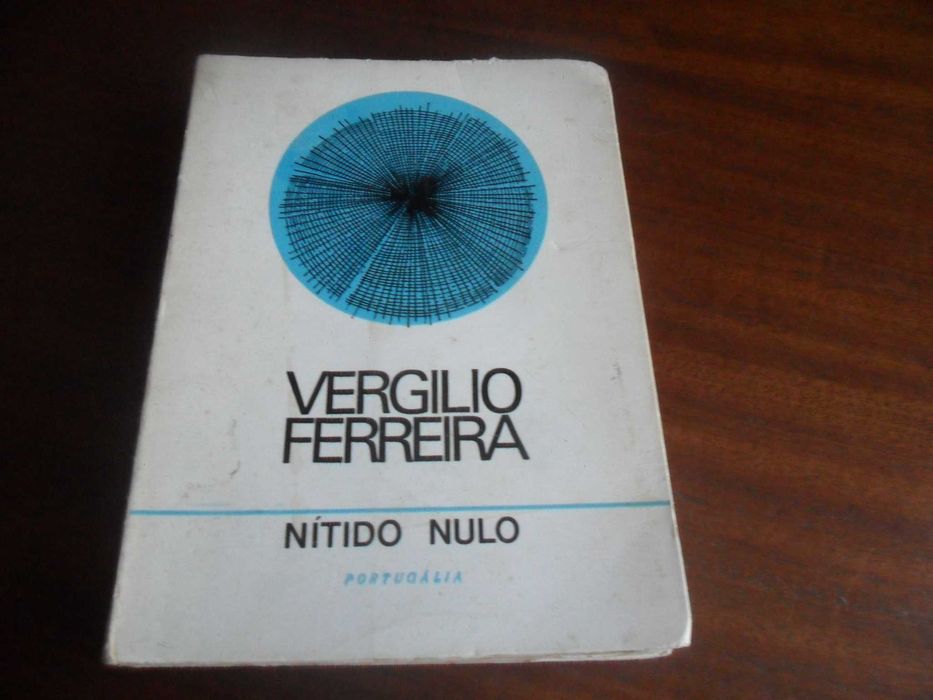 VERGILIO
FERREIRA
NÍTIDO NULO
PORTUGÁLIA